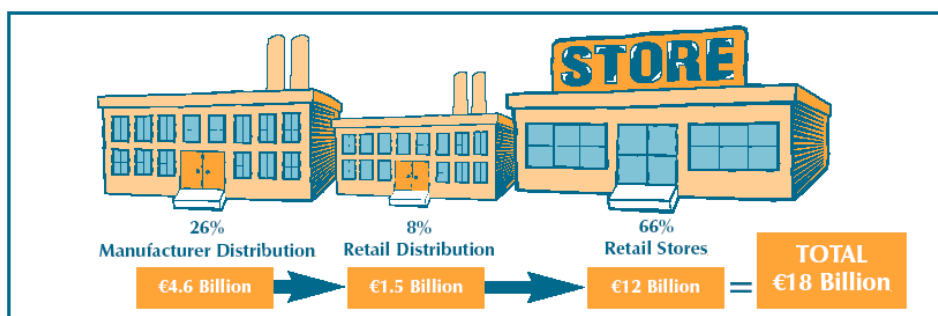 STORE
26%
Manufacturer Distribution
8%
Retail Distribution
66%
Retail Stores
€4.6 Billion
€1.5 Billion
€12 Billion
=
TOTAL
€18 Billion